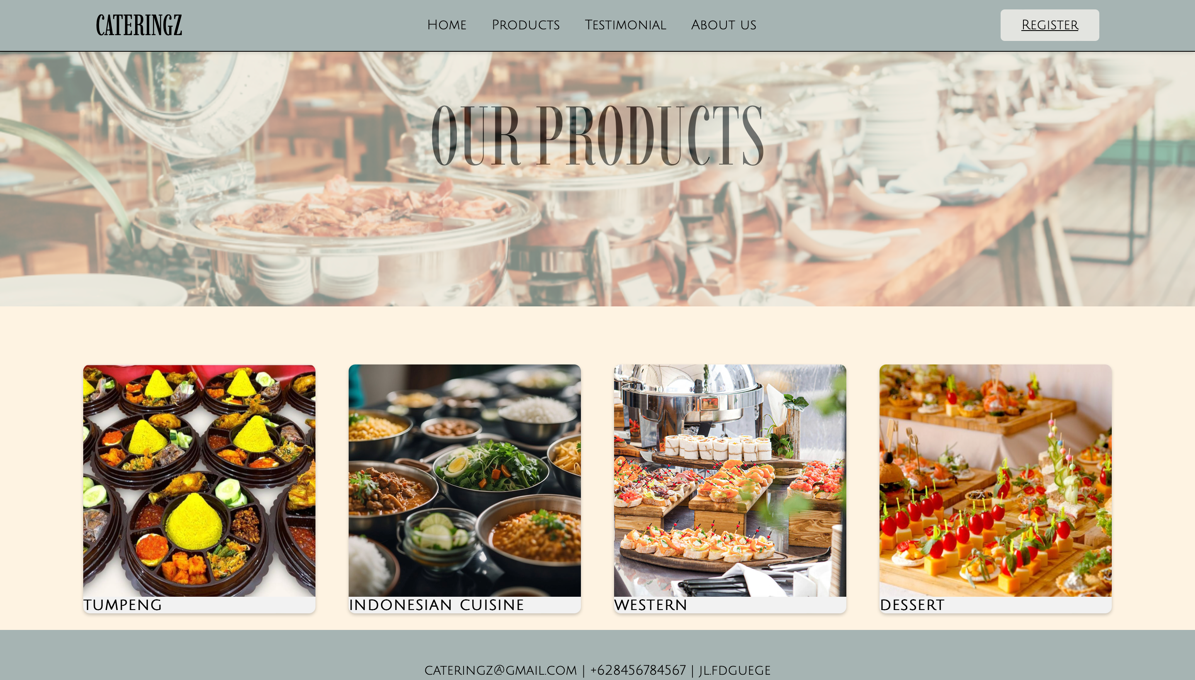 CATERINGZ
Home Products Testimonial About us
Register
OUR PRODUCTS
TUMPENG
INDONESIAN CUISINE
WESTERN
DESSERT
CATERINGZ@GMAIL.COM | +628456784567 | JL.FDGUEGE